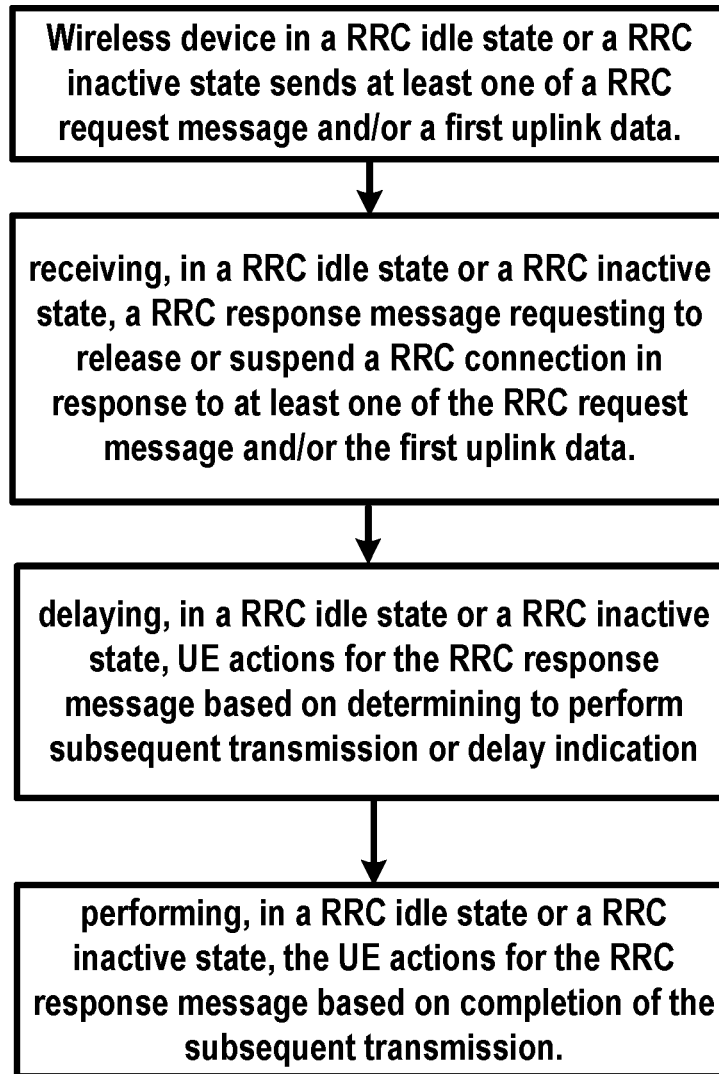 Wireless device in a RRC idle state or a RRC
inactive state sends at least one of a RRC
request message and/or a first uplink data.
receiving, in a RRC idle state or a RRC inactive
state, a RRC response message requesting to
release or suspend a RRC connection in
response to at least one of the RRC request
message and/or the first uplink data.
delaying, in a RRC idle state or a RRC inactive
state, UE actions for the RRC response
message based on determining to perform
subsequent transmission or delay indication
performing, in a RRC idle state or a RRC
inactive state, the UE actions for the RRC
response message based on completion of the
subsequent transmission.